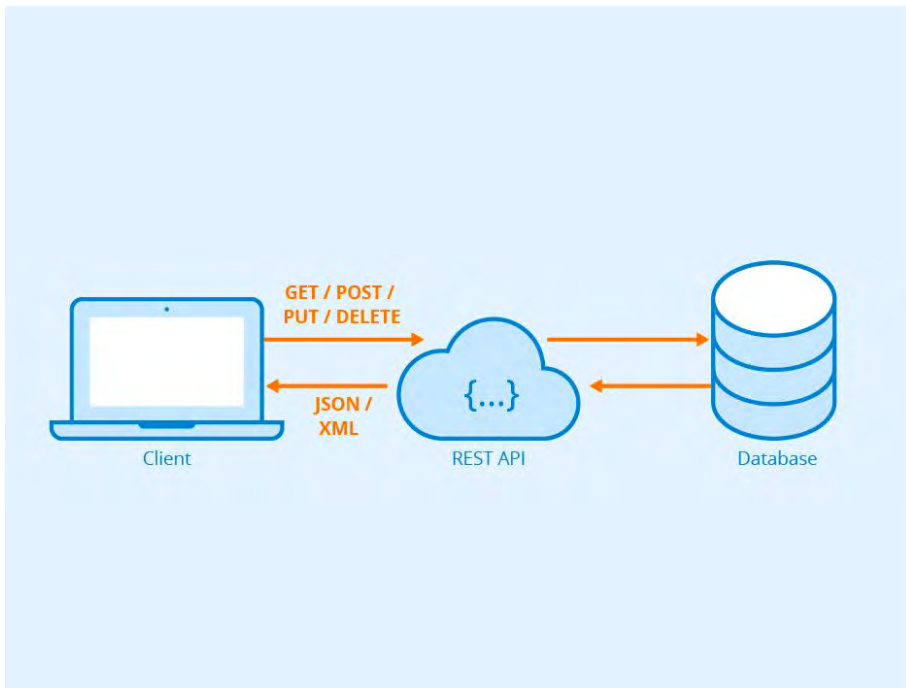 GET / POST /
PUT / DELETE
JSON /
XML
{...}
Client
REST API
Database